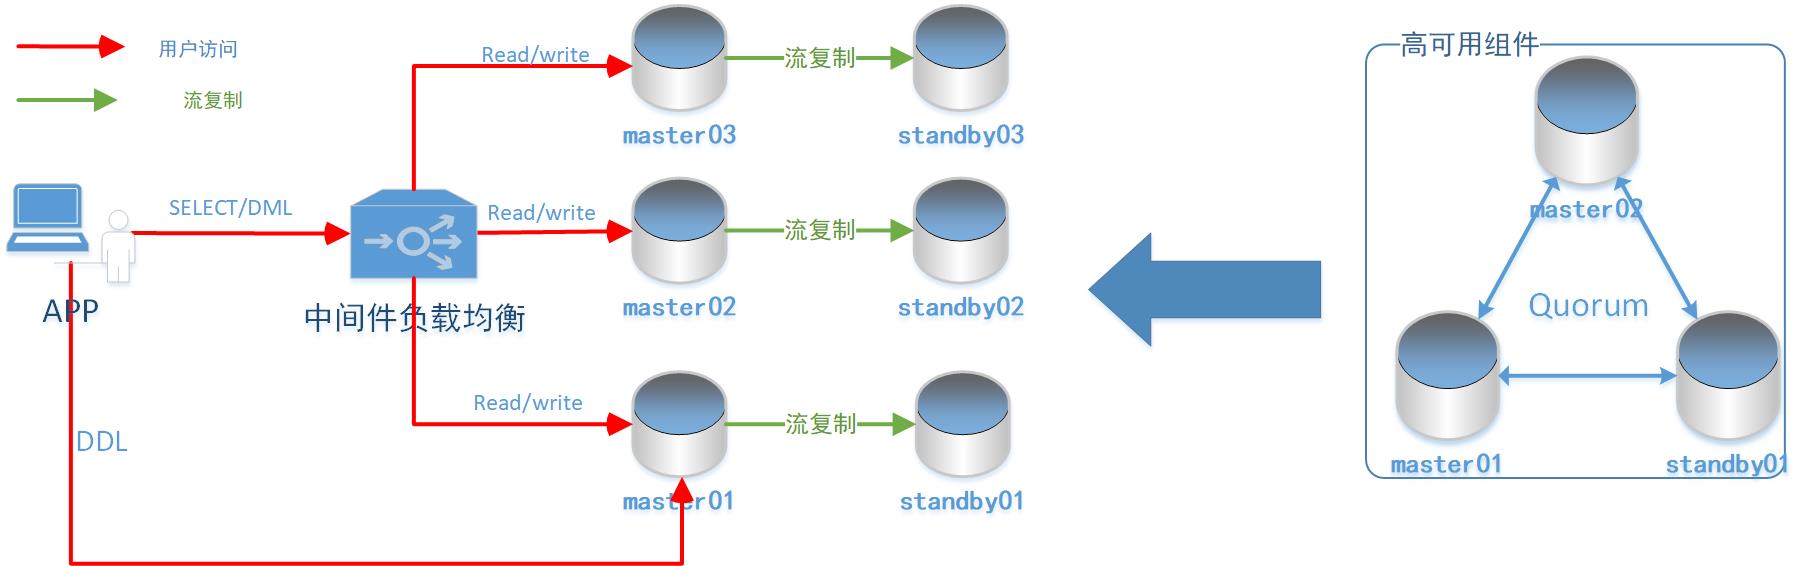 用户访问
流复制
APP
SELECT/DML
DDL
中间件负载均衡
Read/write
master03
流复制
standby03
Read/write
master02
流复制
standby02
Read/write
master01
流复制
standby01
高可用组件
master02
Quorum
master01
standby01